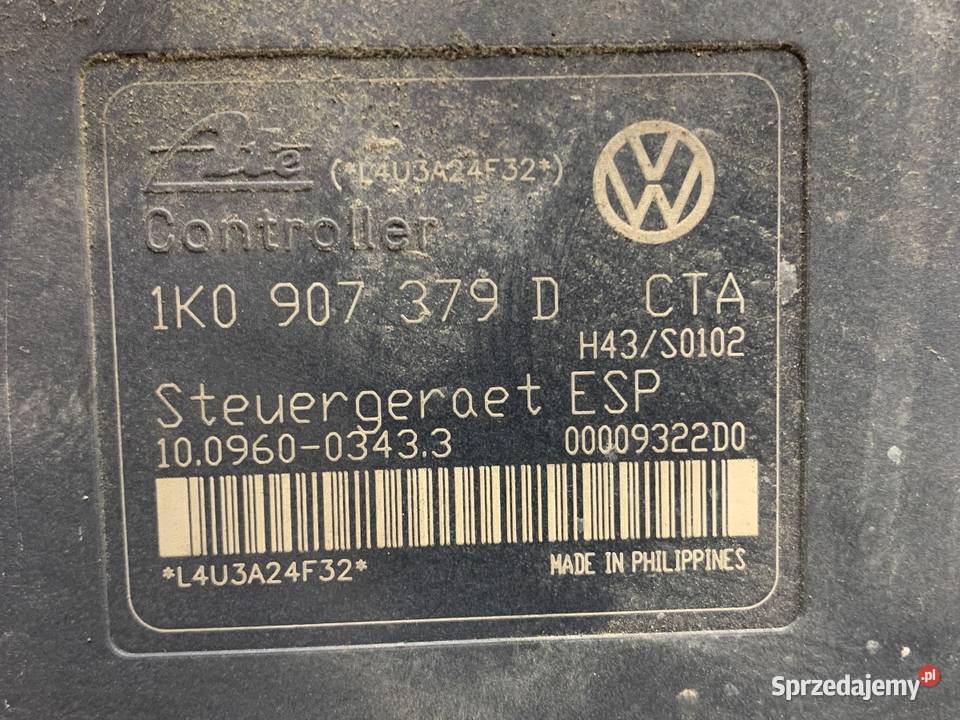 Ate (*L4U3A24F32*)
Controller
1K0 907 379 D CTA
H43/S0102
Steuergeraet ESP
10.0960-0343.3 00009322D0
*L4U3A24F32* MADE IN PHILIPPINES
Sprzedajemy.pl